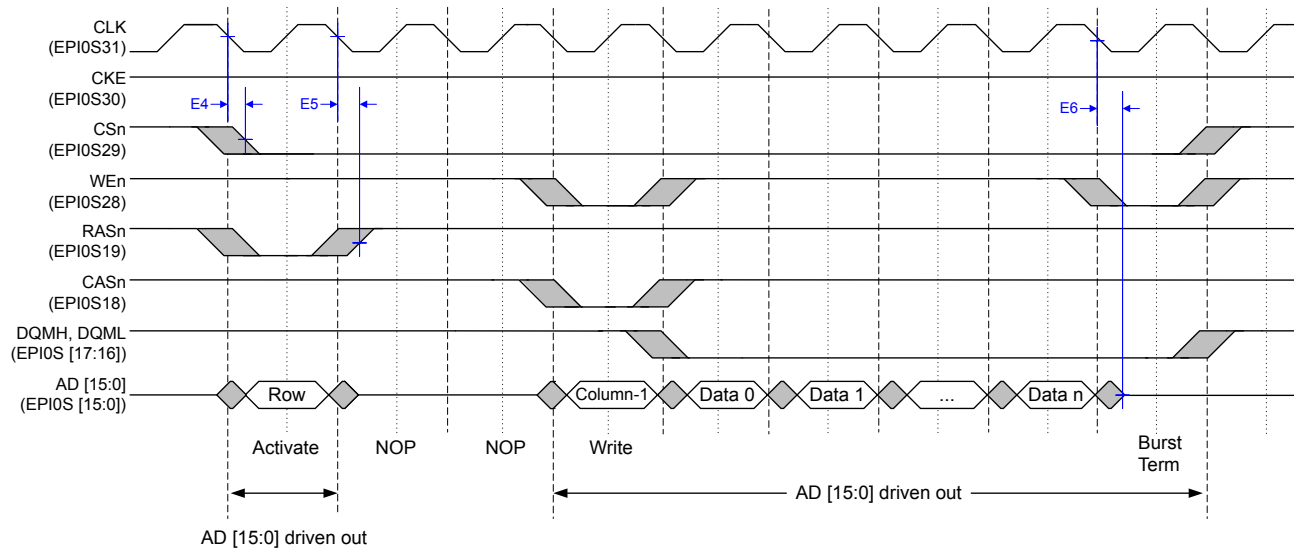 CLK
(EPI0S31)
CKE
(EPI0S30)
E4
E5
E6
CSn
(EPI0S29)
WEn
(EPI0S28)
RASn
(EPI0S19)
CASn
(EPI0S18)
DQMH, DQML
(EPI0S [17:16])
AD [15:0]
(EPI0S [15:0])
Row
Column-1
Data 0
Data 1
...
Data n
Activate
NOP
NOP
Write
Burst
Term
AD [15:0] driven out
AD [15:0] driven out